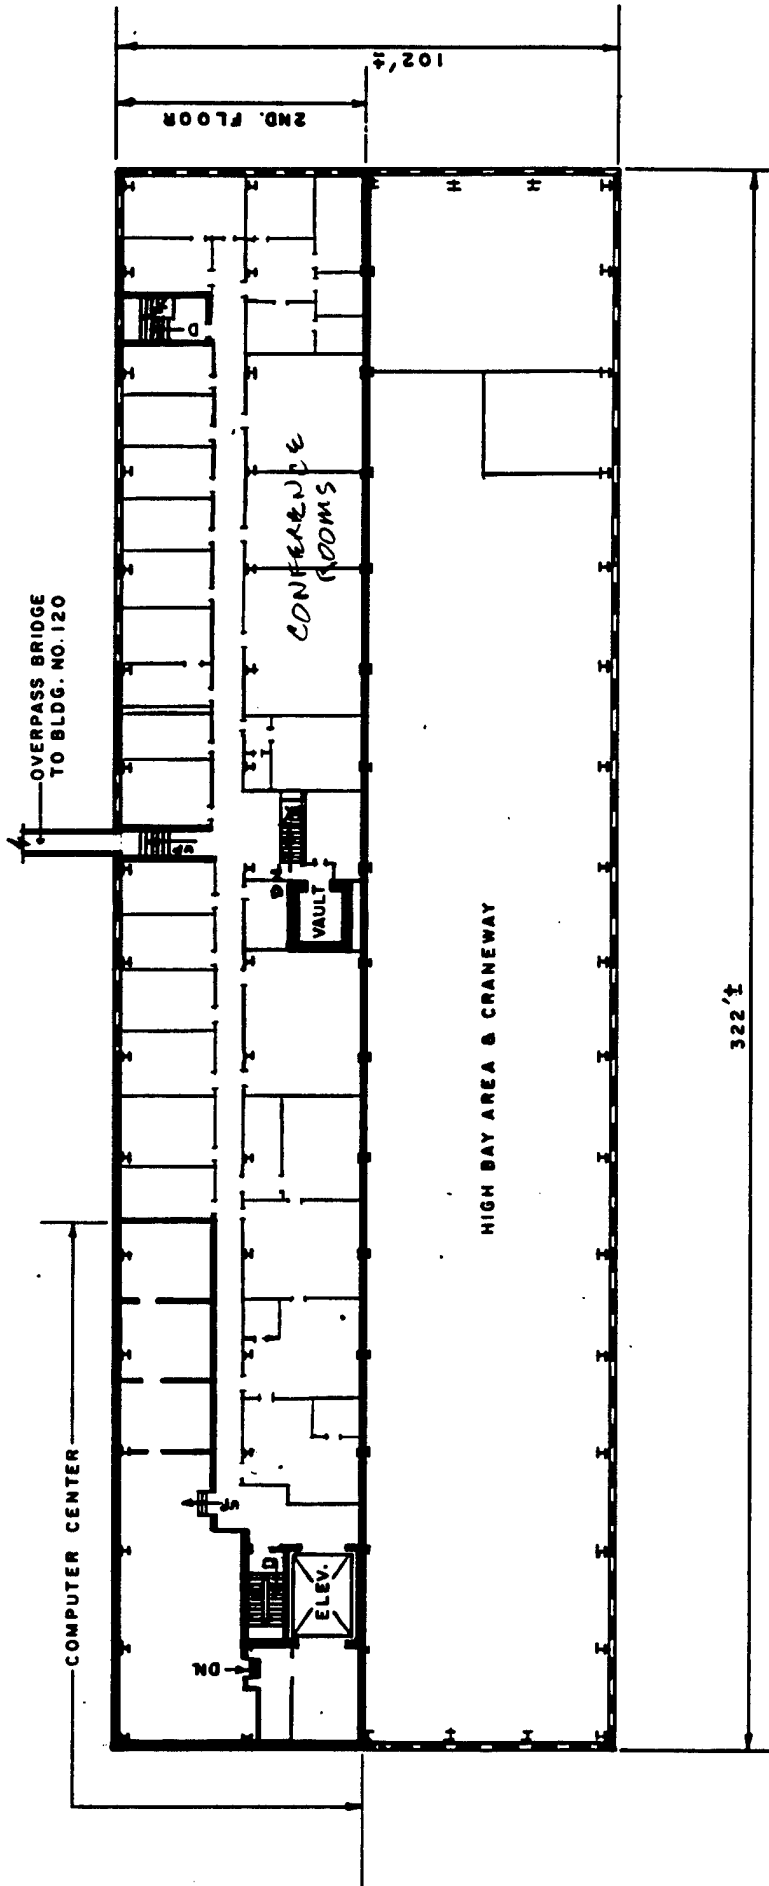 102'±
2ND. FLOOR
D
OVERPASS BRIDGE
TO BLDG. NO. 120
CONFERENCE
ROOMS
UP
D
VAULT
HIGH BAY AREA & CRANEWAY
322'±
COMPUTER CENTER
UP
D
ELEV.
DN.